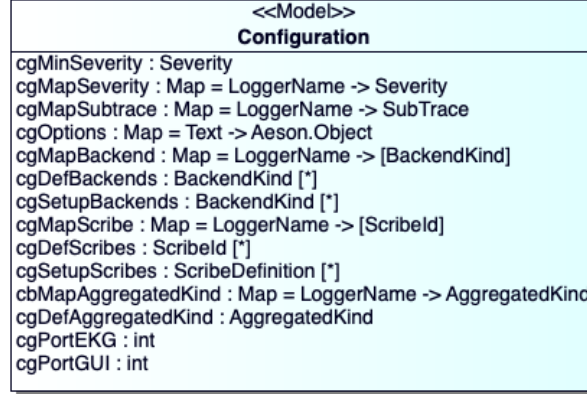 <<Model>>
Configuration
cgMinSeverity : Severity
cgMapSeverity : Map = LoggerName -> Severity
cgMapSubtrace : Map = LoggerName -> SubTrace
cgOptions : Map = Text -> Aeson.Object
cgMapBackend : Map = LoggerName -> [BackendKind]
cgDefBackends : BackendKind [*]
cgSetupBackends : BackendKind [*]
cgMapScribe : Map = LoggerName -> [ScribeId]
cgDefScribes : ScribeId [*]
cgSetupScribes : ScribeDefinition [*]
cbMapAggregatedKind : Map = LoggerName -> AggregatedKind
cgDefAggregatedKind : AggregatedKind
cgPortEKG : int
cgPortGUI : int